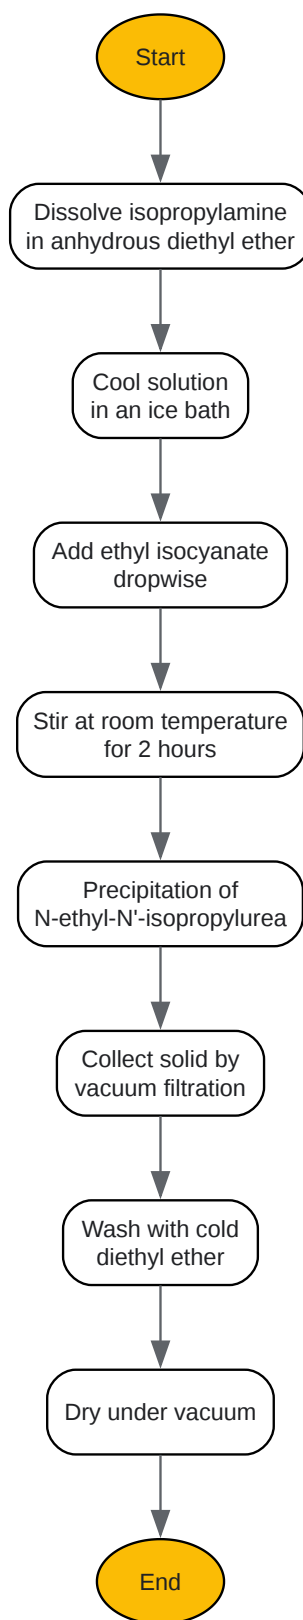 Start
Dissolve isopropylamine
in anhydrous diethyl ether
Cool solution
in an ice bath
Add ethyl isocyanate
dropwise
Stir at room temperature
for 2 hours
Precipitation of
N-ethyl-N'-isopropylurea
Collect solid by
vacuum filtration
Wash with cold
diethyl ether
Dry under vacuum
End